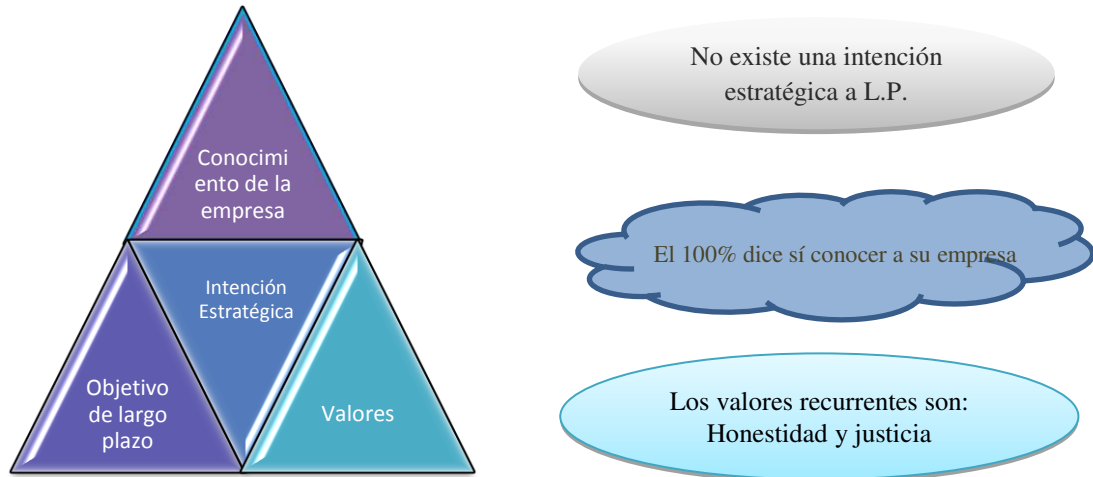 Conocimi
ento de la
empresa
Intención
Estratégica
Objetivo
de largo
plazo
Valores
No existe una intención
estratégica a L.P.
El 100% dice sí conocer a su empresa
Los valores recurrentes son:
Honestidad y justicia